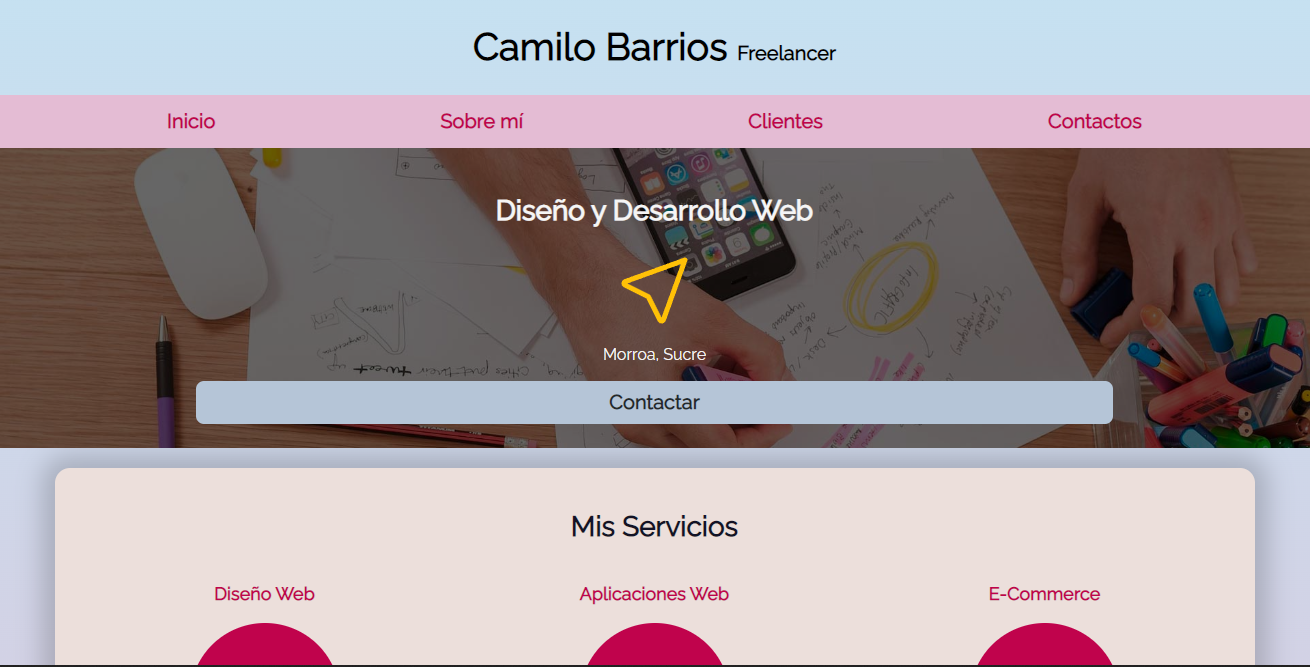 Camilo Barrios Freelancer
Inicio Sobre mí Clientes Contactos
Diseño y Desarrollo Web
Morroa, Sucre
Contactar
Mis Servicios
Diseño Web Aplicaciones Web E-Commerce